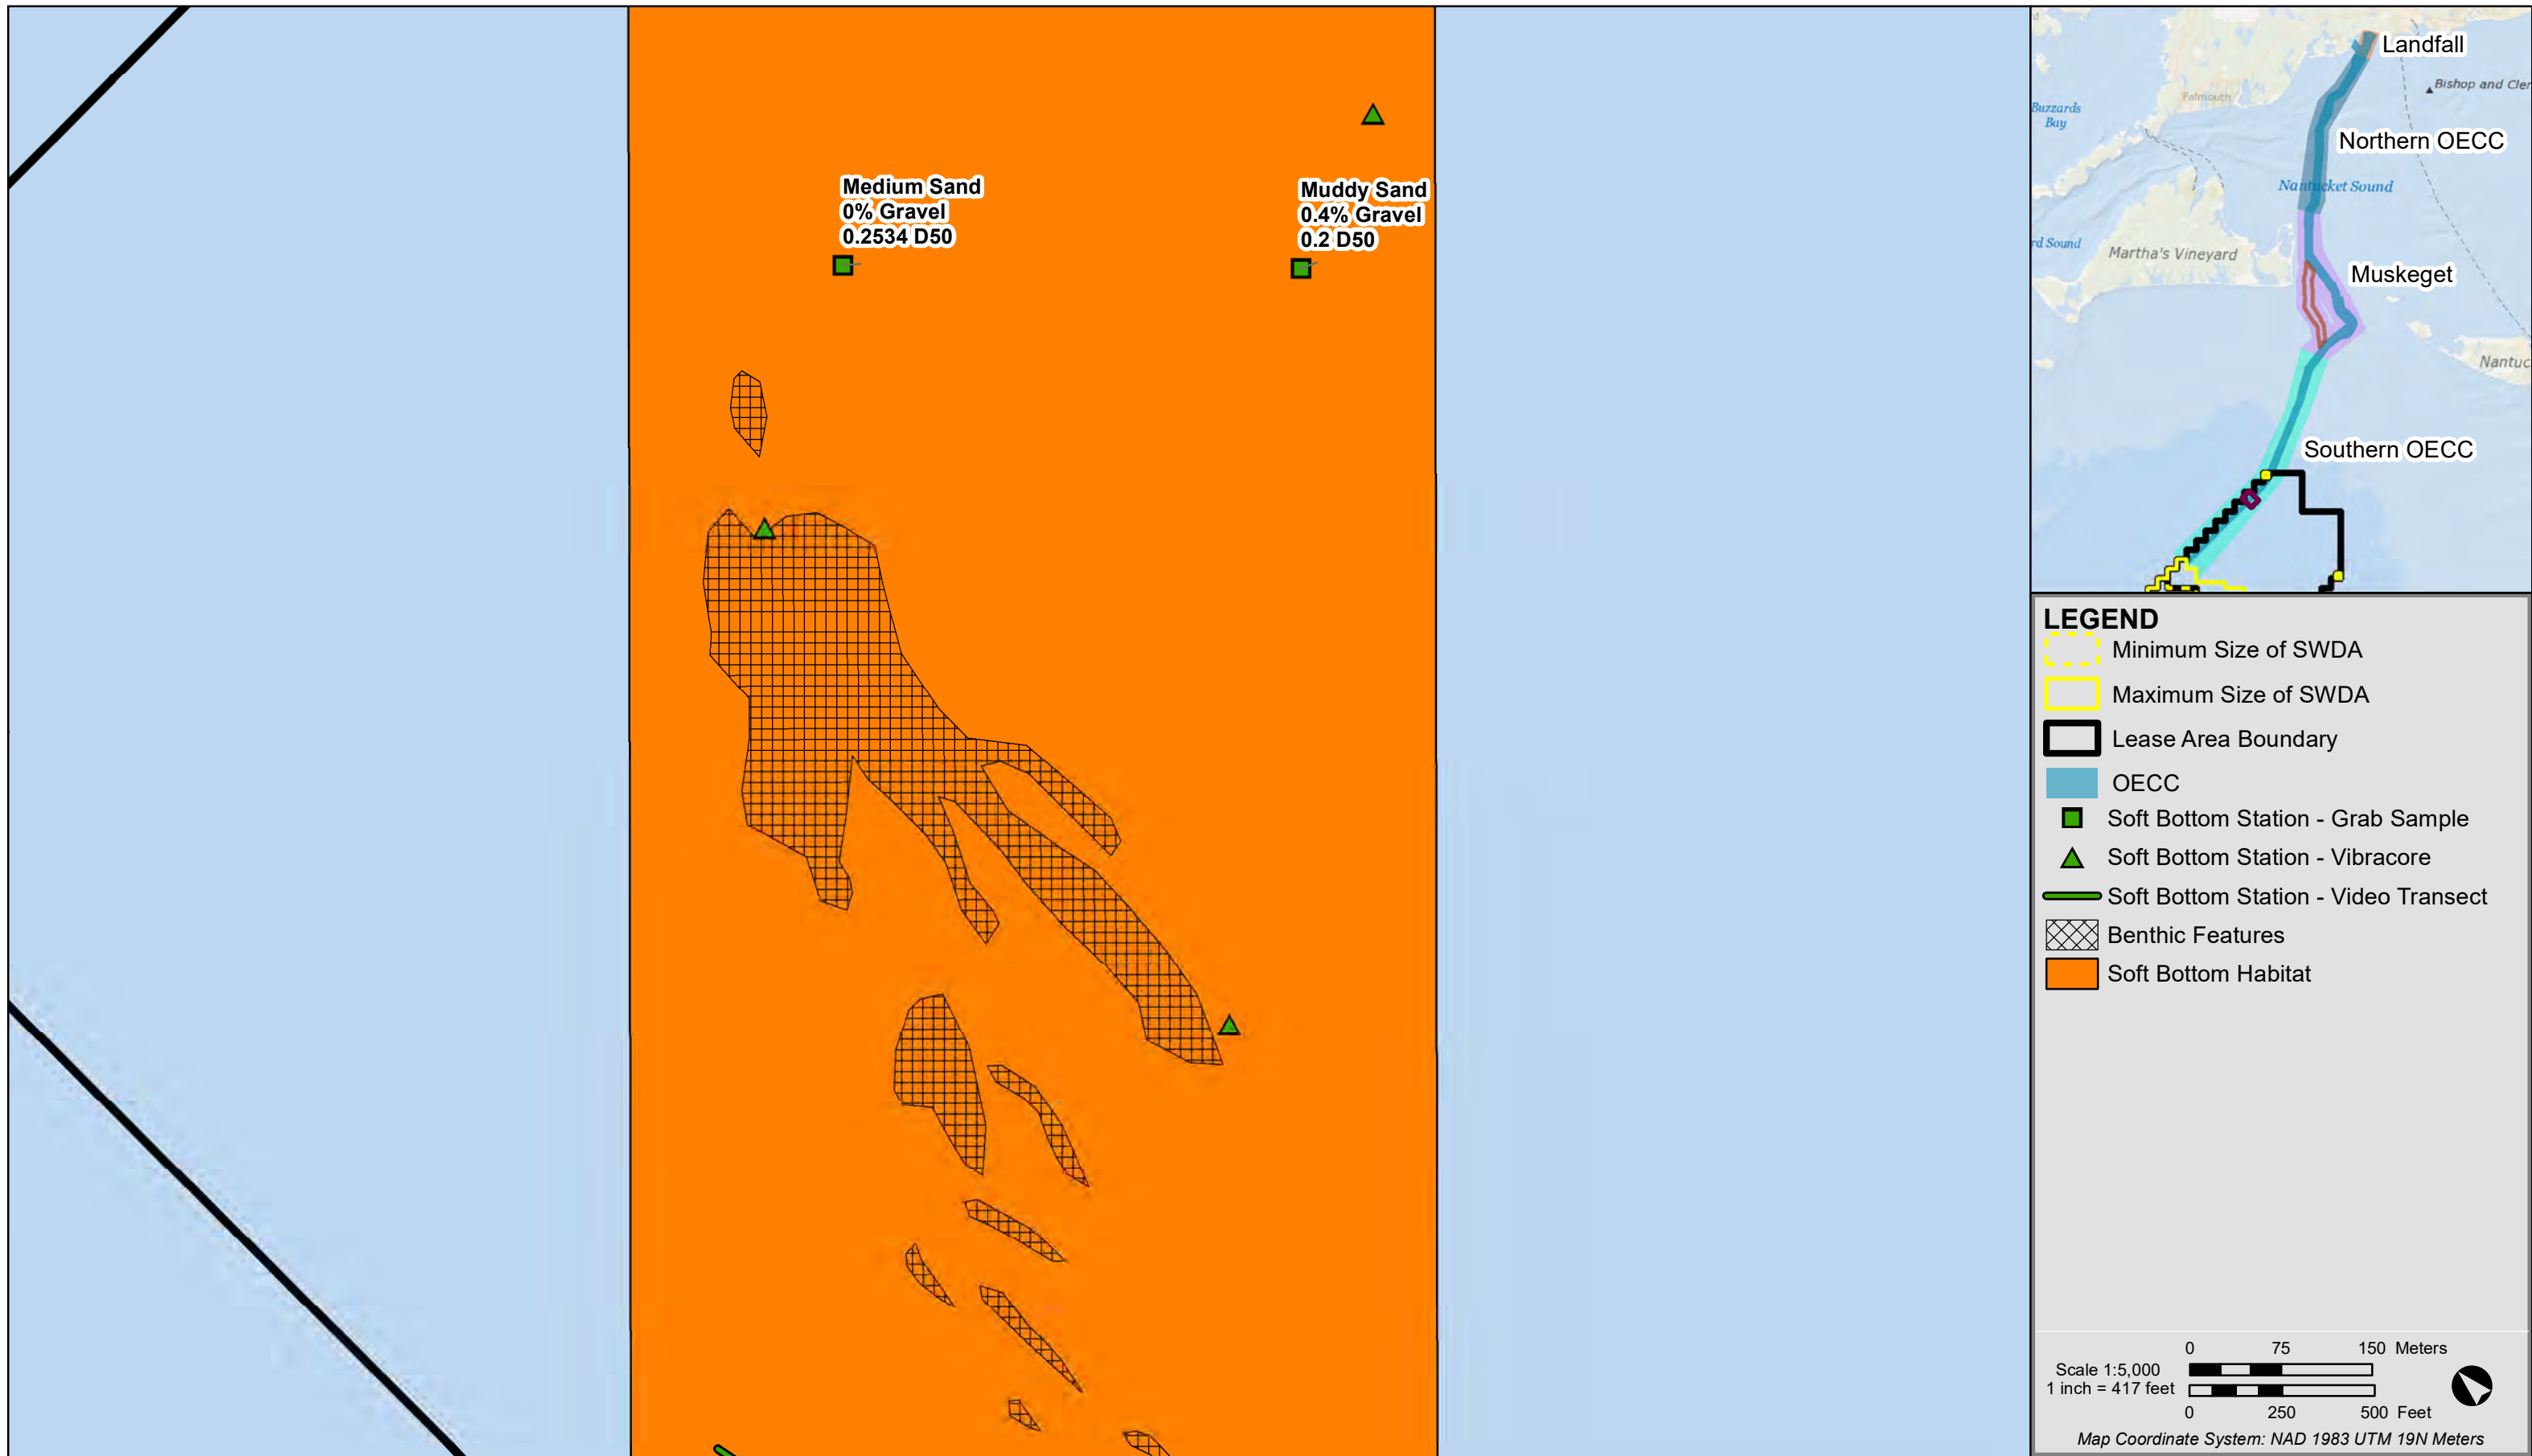 Medium Sand
0% Gravel
0.2534 D50
Muddy Sand
0.4% Gravel
0.2 D50
Landfall
Bishop and Cler
Falmouth
Buzzards
Bay
Northern OECC
Nantucket Sound
rd Sound
Martha's Vineyard
Muskeget
Nantuc
Southern OECC
LEGEND
Minimum Size of SWDA
Maximum Size of SWDA
Lease Area Boundary
OECC
Soft Bottom Station - Grab Sample
Soft Bottom Station - Vibracore
Soft Bottom Station - Video Transect
Benthic Features
Soft Bottom Habitat
0 75 150 Meters
Scale 1:5,000
1 inch = 417 feet
0 250 500 Feet
Map Coordinate System: NAD 1983 UTM 19N Meters